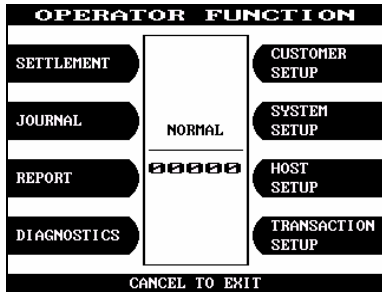 OPERATOR FUNCTION
SETTLEMENT
JOURNAL
REPORT
DIAGNOSTICS
NORMAL
00000
CUSTOMER
SETUP
SYSTEM
SETUP
HOST
SETUP
TRANSACTION
SETUP
CANCEL TO EXIT